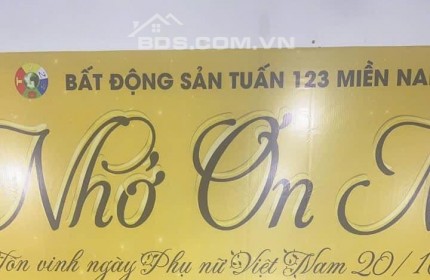 BDS.COM.VN
BẤT ĐỘNG SẢN TUẤN 123 MIỀN NA
Nhớ Ơn
Tôn vinh ngày Phụ nữ Việt Nam 20/1